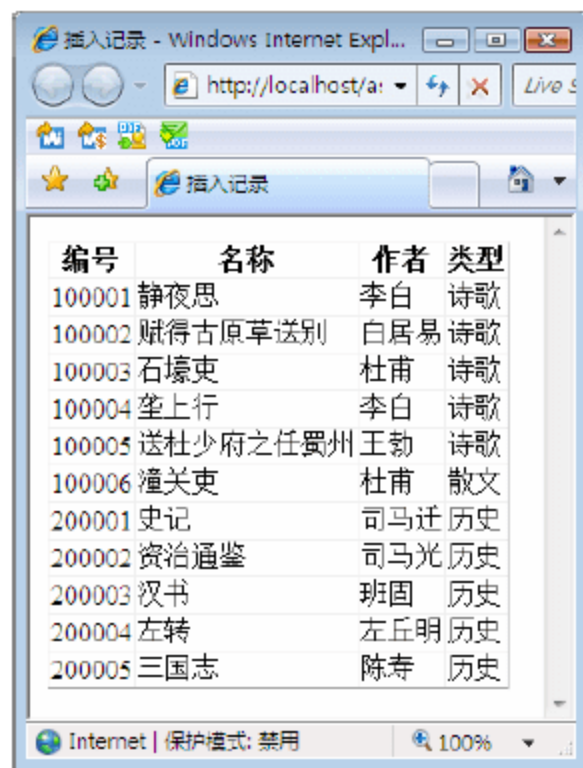 插入记录 - Windows Internet Expl...
http://localhost/a: Live S
插入记录
编号 名称 作者 类型
100001 静夜思 李白 诗歌
100002 赋得古原草送别 白居易 诗歌
100003 石壕吏 杜甫 诗歌
100004 垄上行 李白 诗歌
100005 送杜少府之任蜀州 王勃 诗歌
100006 潼关吏 杜甫 散文
200001 史记 司马迁 历史
200002 资治通鉴 司马光 历史
200003 汉书 班固 历史
200004 左转 左丘明 历史
200005 三国志 陈寿 历史
Internet | 保护模式: 禁用 100%